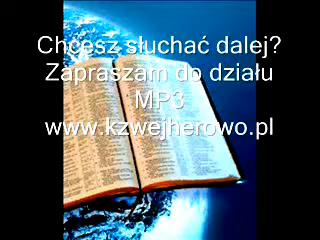 Chcesz słuchać dalej?
Zapraszam do działu
MP3
www.kzwejherowo.pl